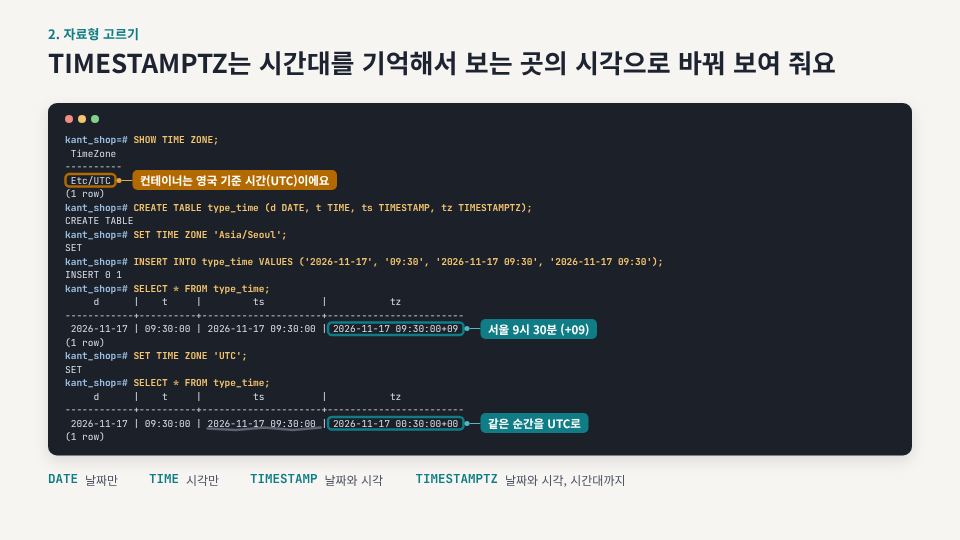 2. 자료형 고르기
TIMESTAMPTZ는 시간대를 기억해서 보는 곳의 시각으로 바꿔 보여 줘요
kant_shop=# SHOW TIME ZONE;
TimeZone
----------
Etc/UTC 컨테이너는 영국 기준 시간(UTC)이에요
(1 row)
kant_shop=# CREATE TABLE type_time (d DATE, t TIME, ts TIMESTAMP, tz TIMESTAMPTZ);
CREATE TABLE
kant_shop=# SET TIME ZONE 'Asia/Seoul';
SET
kant_shop=# INSERT INTO type_time VALUES ('2026-11-17', '09:30', '2026-11-17 09:30', '2026-11-17 09:30');
INSERT 0 1
kant_shop=# SELECT * FROM type_time;
     d      |    t     |         ts          |           tz
------------+----------+---------------------+------------------------
 2026-11-17 | 09:30:00 | 2026-11-17 09:30:00 | 2026-11-17 09:30:00+09 서울 9시 30분 (+09)
(1 row)
kant_shop=# SET TIME ZONE 'UTC';
SET
kant_shop=# SELECT * FROM type_time;
     d      |    t     |         ts          |           tz
------------+----------+---------------------+------------------------
 2026-11-17 | 09:30:00 | 2026-11-17 09:30:00 | 2026-11-17 00:30:00+00 같은 순간을 UTC로
(1 row)
DATE 날짜만 TIME 시각만 TIMESTAMP 날짜와 시각 TIMESTAMPTZ 날짜와 시각, 시간대까지